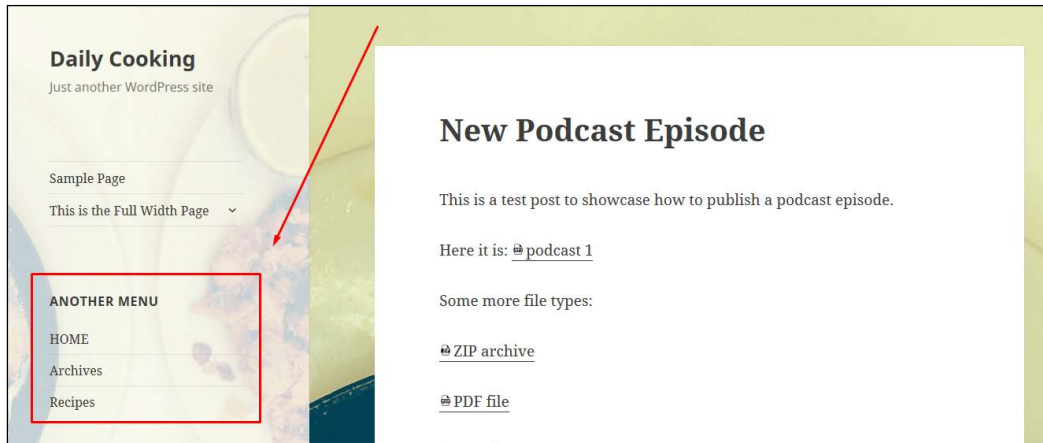 Daily Cooking
Just another WordPress site
Sample Page
This is the Full Width Page
ANOTHER MENU
HOME
Archives
Recipes
New Podcast Episode
This is a test post to showcase how to publish a podcast episode.
Here it is: podcast 1
Some more file types:
ZIP archive
PDF file